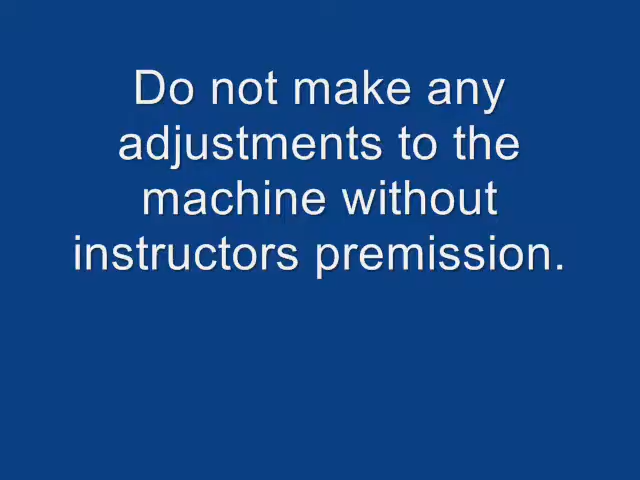 Do not make any
adjustments to the
machine without
instructors premission.